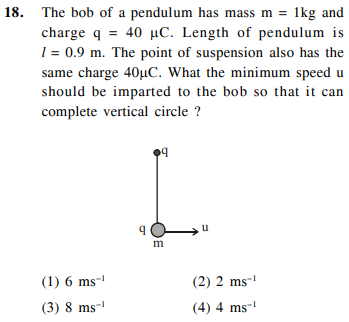 18. The bob of a pendulum has mass m = 1kg and
charge q = 40 μC. Length of pendulum is
l = 0.9 m. The point of suspension also has the
same charge 40μC. What the minimum speed u
should be imparted to the bob so that it can
complete vertical circle ?
q
q
u
m
(1) 6 ms⁻¹ (2) 2 ms⁻¹
(3) 8 ms⁻¹ (4) 4 ms⁻¹